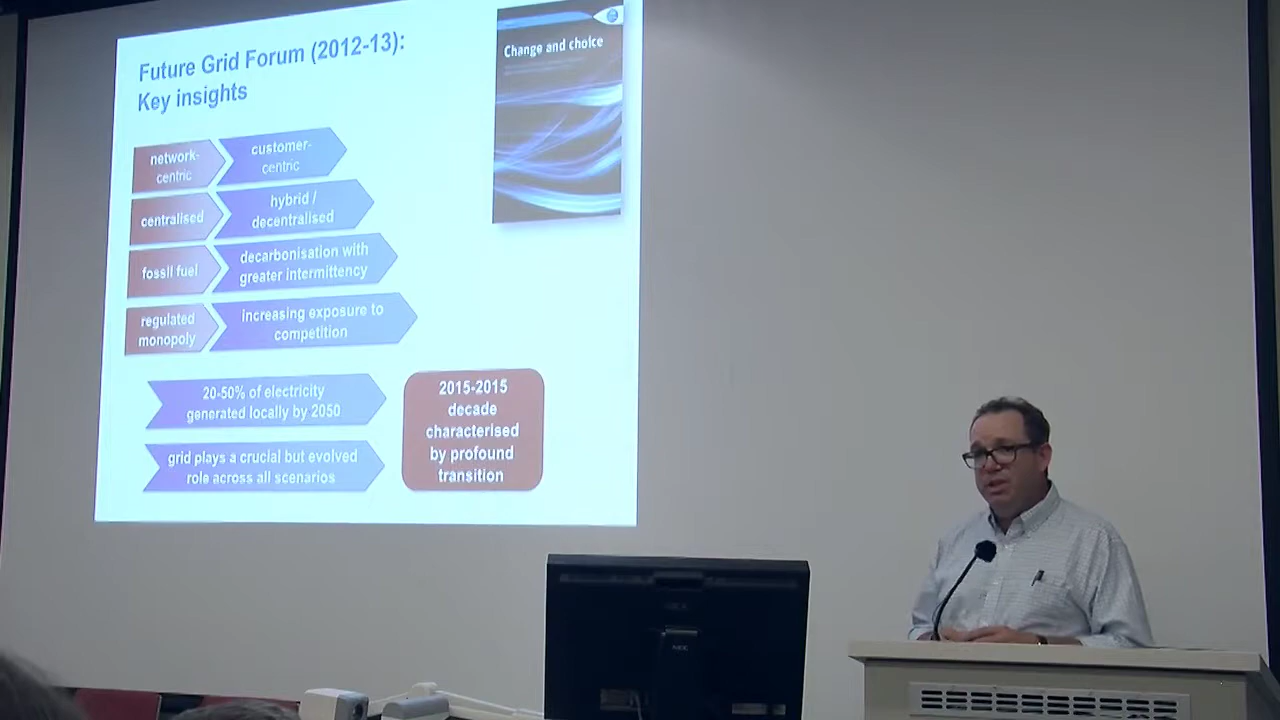 Future Grid Forum (2012-13):
Key insights
Change and choice
network-
centric
customer-
centric
centralised
hybrid /
decentralised
fossil fuel
decarbonisation with
greater intermittency
regulated
monopoly
increasing exposure to
competition
20-50% of electricity
generated locally by 2050
grid plays a crucial but evolved
role across all scenarios
2015-2015
decade
characterised
by profound
transition
NEC